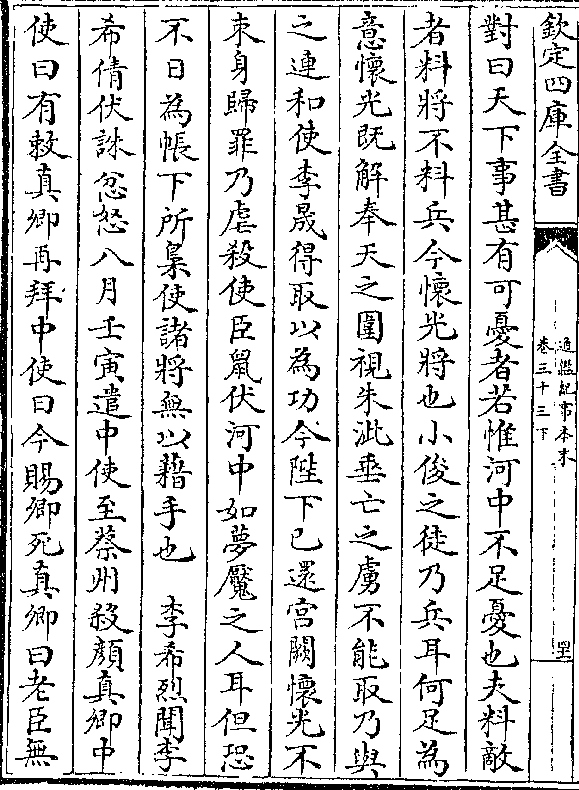 欽定四庫全書
通鑑紀事本末
卷三十三下
對曰天下事甚有可憂者若惟河中不足憂也夫料敵
者料將不料兵今懷光將也小俊之徒乃兵耳何足為
意懷光既解奉天之圍視朱泚垂亡之虜不能取乃與
之連和使李晟得取以為功今陛下已還宮闕懷光不
束身歸罪乃虐殺使臣鼠伏河中如夢魘之人耳但恐
不日為帳下所梟使諸將無以藉手也　李希烈聞李
希倩伏誅忿怒八月壬寅遣中使至蔡州殺顏真卿中
使曰有敕真卿再拜中使曰今賜卿死真卿曰老臣無